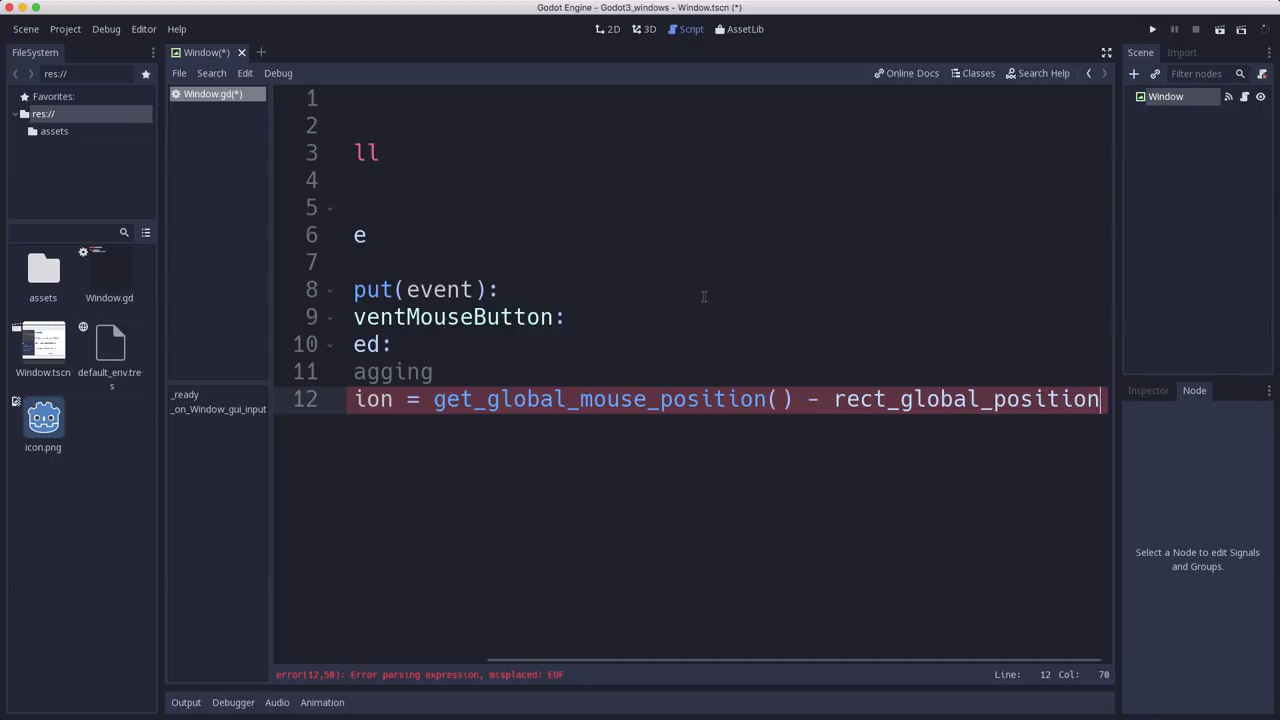 Godot Engine - Godot3_windows - Window.tscn (*)
Scene Project Debug Editor Help
2D 3D Script AssetLib
FileSystem
res://
Favorites:
res://
assets
assets
Window.gd
Window.tscn
default_env.tres
icon.png
Window(*)
File Search Edit Debug
Online Docs Classes Search Help
Window.gd(*)
_ready
_on_Window_gui_input
1
2
3 ll
4
5
6 e
7
8 put(event):
9 ventMouseButton:
10 ed:
11 agging
12 ion = get_global_mouse_position() - rect_global_position
error(12,50): Error parsing expression, misplaced: EOF
Line: 12 Col: 70
Output Debugger Audio Animation
Scene Import
Filter nodes
Window
Inspector Node
Select a Node to edit Signals
and Groups.